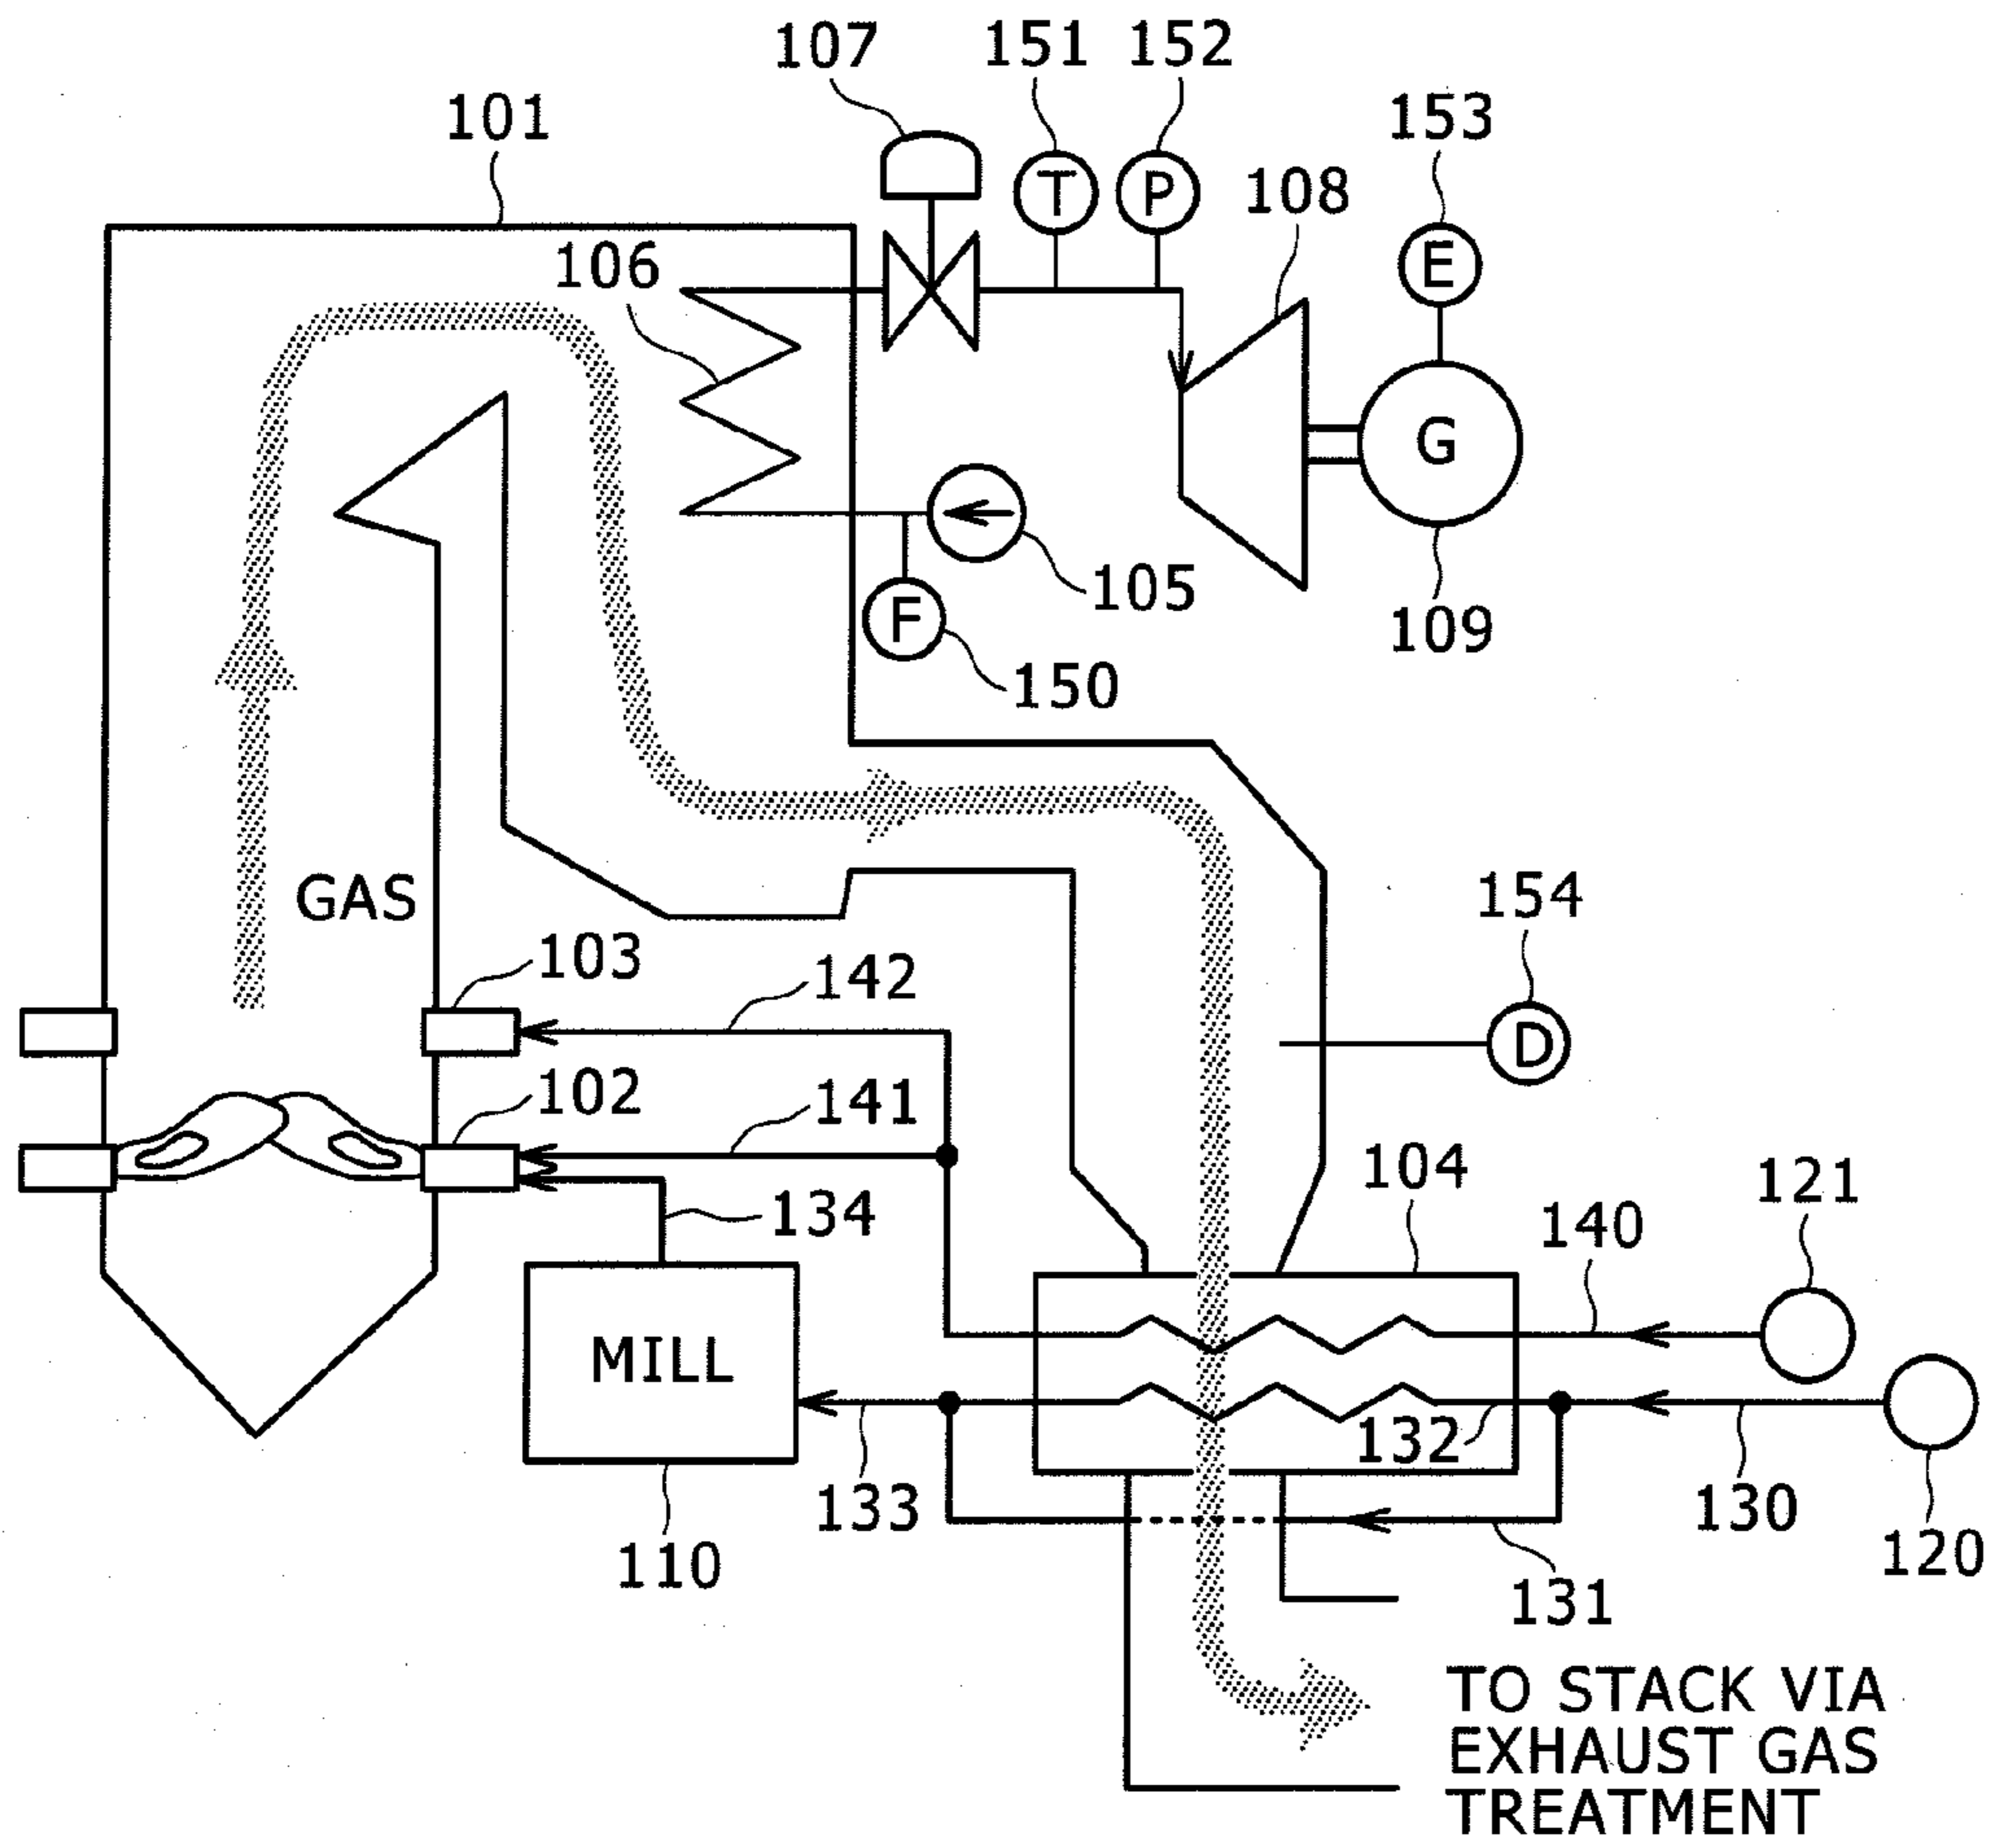 107
151
152
101
153
T
P
108
106
E
G
105
F
109
150
GAS
154
103
142
D
102
141
104
121
134
140
MILL
132
133
130
110
120
131
TO STACK VIA
EXHAUST GAS
TREATMENT